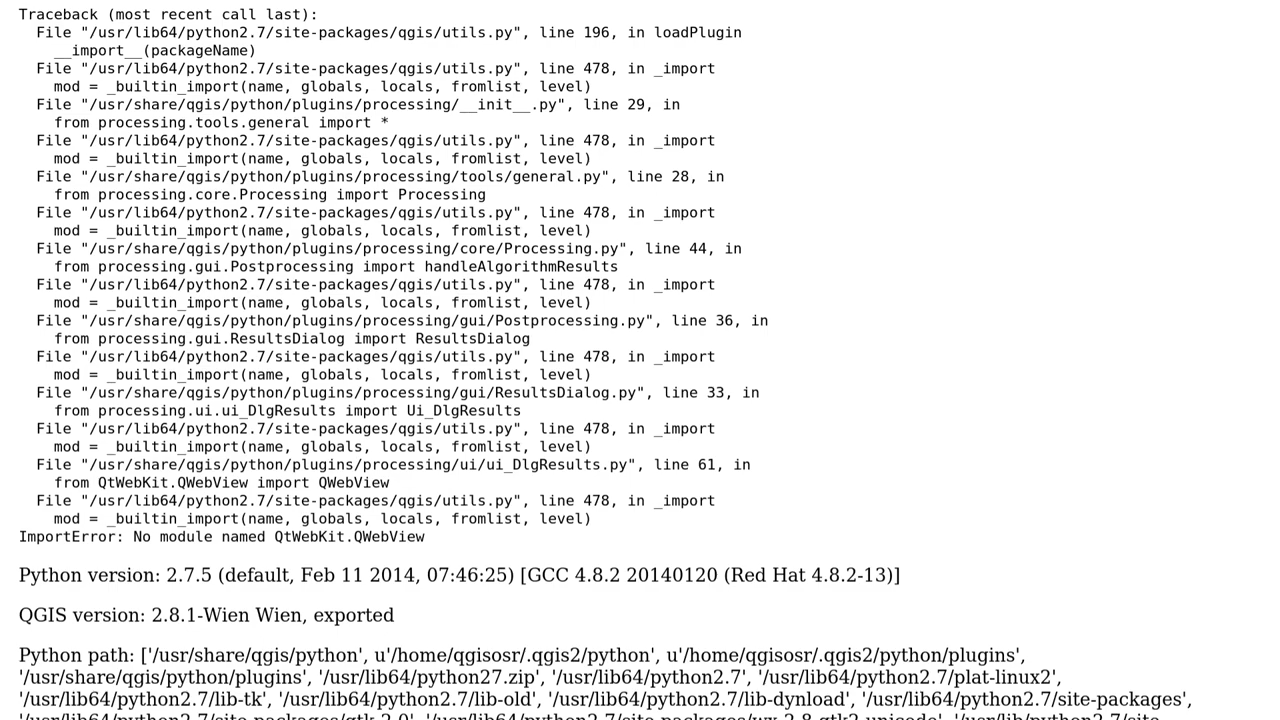 Traceback (most recent call last):
  File "/usr/lib64/python2.7/site-packages/qgis/utils.py", line 196, in loadPlugin
    __import__(packageName)
  File "/usr/lib64/python2.7/site-packages/qgis/utils.py", line 478, in _import
    mod = _builtin_import(name, globals, locals, fromlist, level)
  File "/usr/share/qgis/python/plugins/processing/__init__.py", line 29, in
    from processing.tools.general import *
  File "/usr/lib64/python2.7/site-packages/qgis/utils.py", line 478, in _import
    mod = _builtin_import(name, globals, locals, fromlist, level)
  File "/usr/share/qgis/python/plugins/processing/tools/general.py", line 28, in
    from processing.core.Processing import Processing
  File "/usr/lib64/python2.7/site-packages/qgis/utils.py", line 478, in _import
    mod = _builtin_import(name, globals, locals, fromlist, level)
  File "/usr/share/qgis/python/plugins/processing/core/Processing.py", line 44, in
    from processing.gui.Postprocessing import handleAlgorithmResults
  File "/usr/lib64/python2.7/site-packages/qgis/utils.py", line 478, in _import
    mod = _builtin_import(name, globals, locals, fromlist, level)
  File "/usr/share/qgis/python/plugins/processing/gui/Postprocessing.py", line 36, in
    from processing.gui.ResultsDialog import ResultsDialog
  File "/usr/lib64/python2.7/site-packages/qgis/utils.py", line 478, in _import
    mod = _builtin_import(name, globals, locals, fromlist, level)
  File "/usr/share/qgis/python/plugins/processing/gui/ResultsDialog.py", line 33, in
    from processing.ui.ui_DlgResults import Ui_DlgResults
  File "/usr/lib64/python2.7/site-packages/qgis/utils.py", line 478, in _import
    mod = _builtin_import(name, globals, locals, fromlist, level)
  File "/usr/share/qgis/python/plugins/processing/ui/ui_DlgResults.py", line 61, in
    from QtWebKit.QWebView import QWebView
  File "/usr/lib64/python2.7/site-packages/qgis/utils.py", line 478, in _import
    mod = _builtin_import(name, globals, locals, fromlist, level)
ImportError: No module named QtWebKit.QWebView
Python version: 2.7.5 (default, Feb 11 2014, 07:46:25) [GCC 4.8.2 20140120 (Red Hat 4.8.2-13)]
QGIS version: 2.8.1-Wien Wien, exported
Python path: ['/usr/share/qgis/python', u'/home/qgisosr/.qgis2/python', u'/home/qgisosr/.qgis2/python/plugins',
'/usr/share/qgis/python/plugins', '/usr/lib64/python27.zip', '/usr/lib64/python2.7', '/usr/lib64/python2.7/plat-linux2',
'/usr/lib64/python2.7/lib-tk', '/usr/lib64/python2.7/lib-old', '/usr/lib64/python2.7/lib-dynload', '/usr/lib64/python2.7/site-packages',